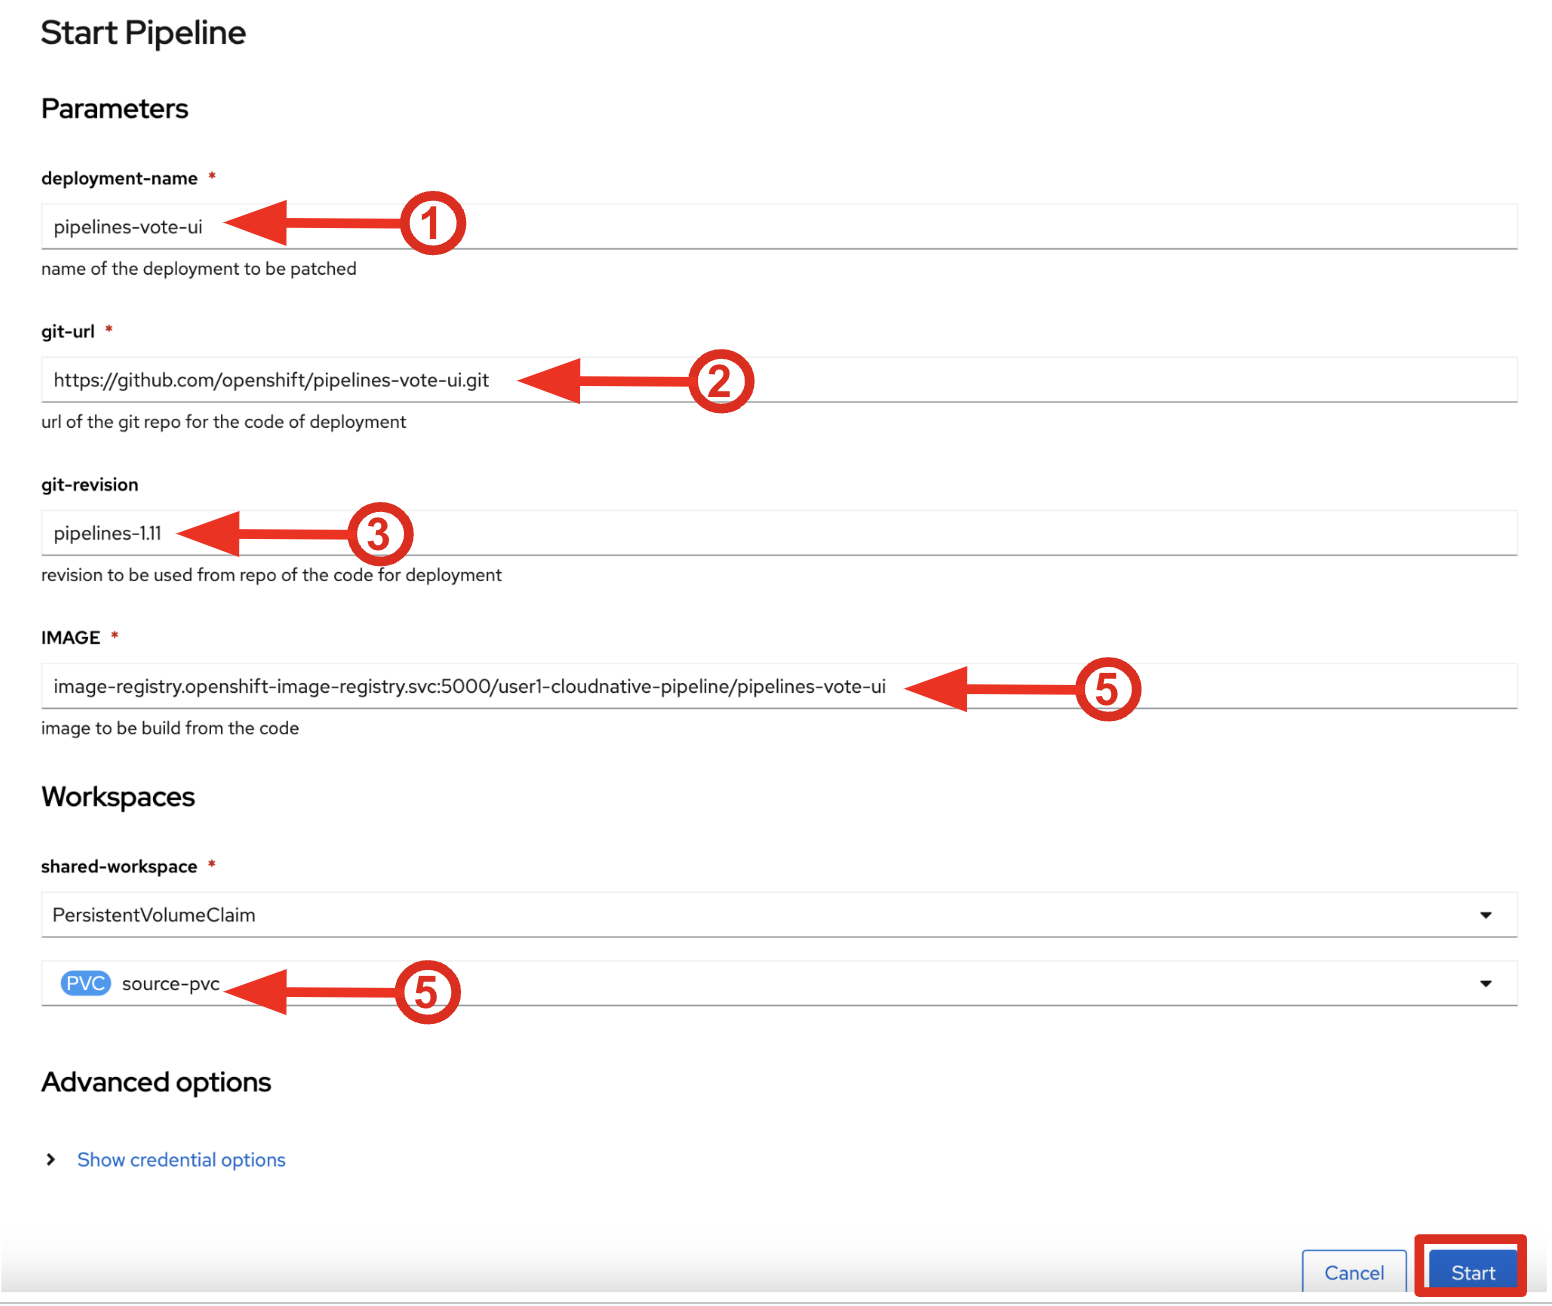 Start Pipeline
Parameters
deployment-name *
pipelines-vote-ui 1
name of the deployment to be patched
git-url *
https://github.com/openshift/pipelines-vote-ui.git 2
url of the git repo for the code of deployment
git-revision
pipelines-1.11 3
revision to be used from repo of the code for deployment
IMAGE *
image-registry.openshift-image-registry.svc:5000/user1-cloudnative-pipeline/pipelines-vote-ui 5
image to be build from the code
Workspaces
shared-workspace *
PersistentVolumeClaim
PVC source-pvc 5
Advanced options
Show credential options
Cancel Start